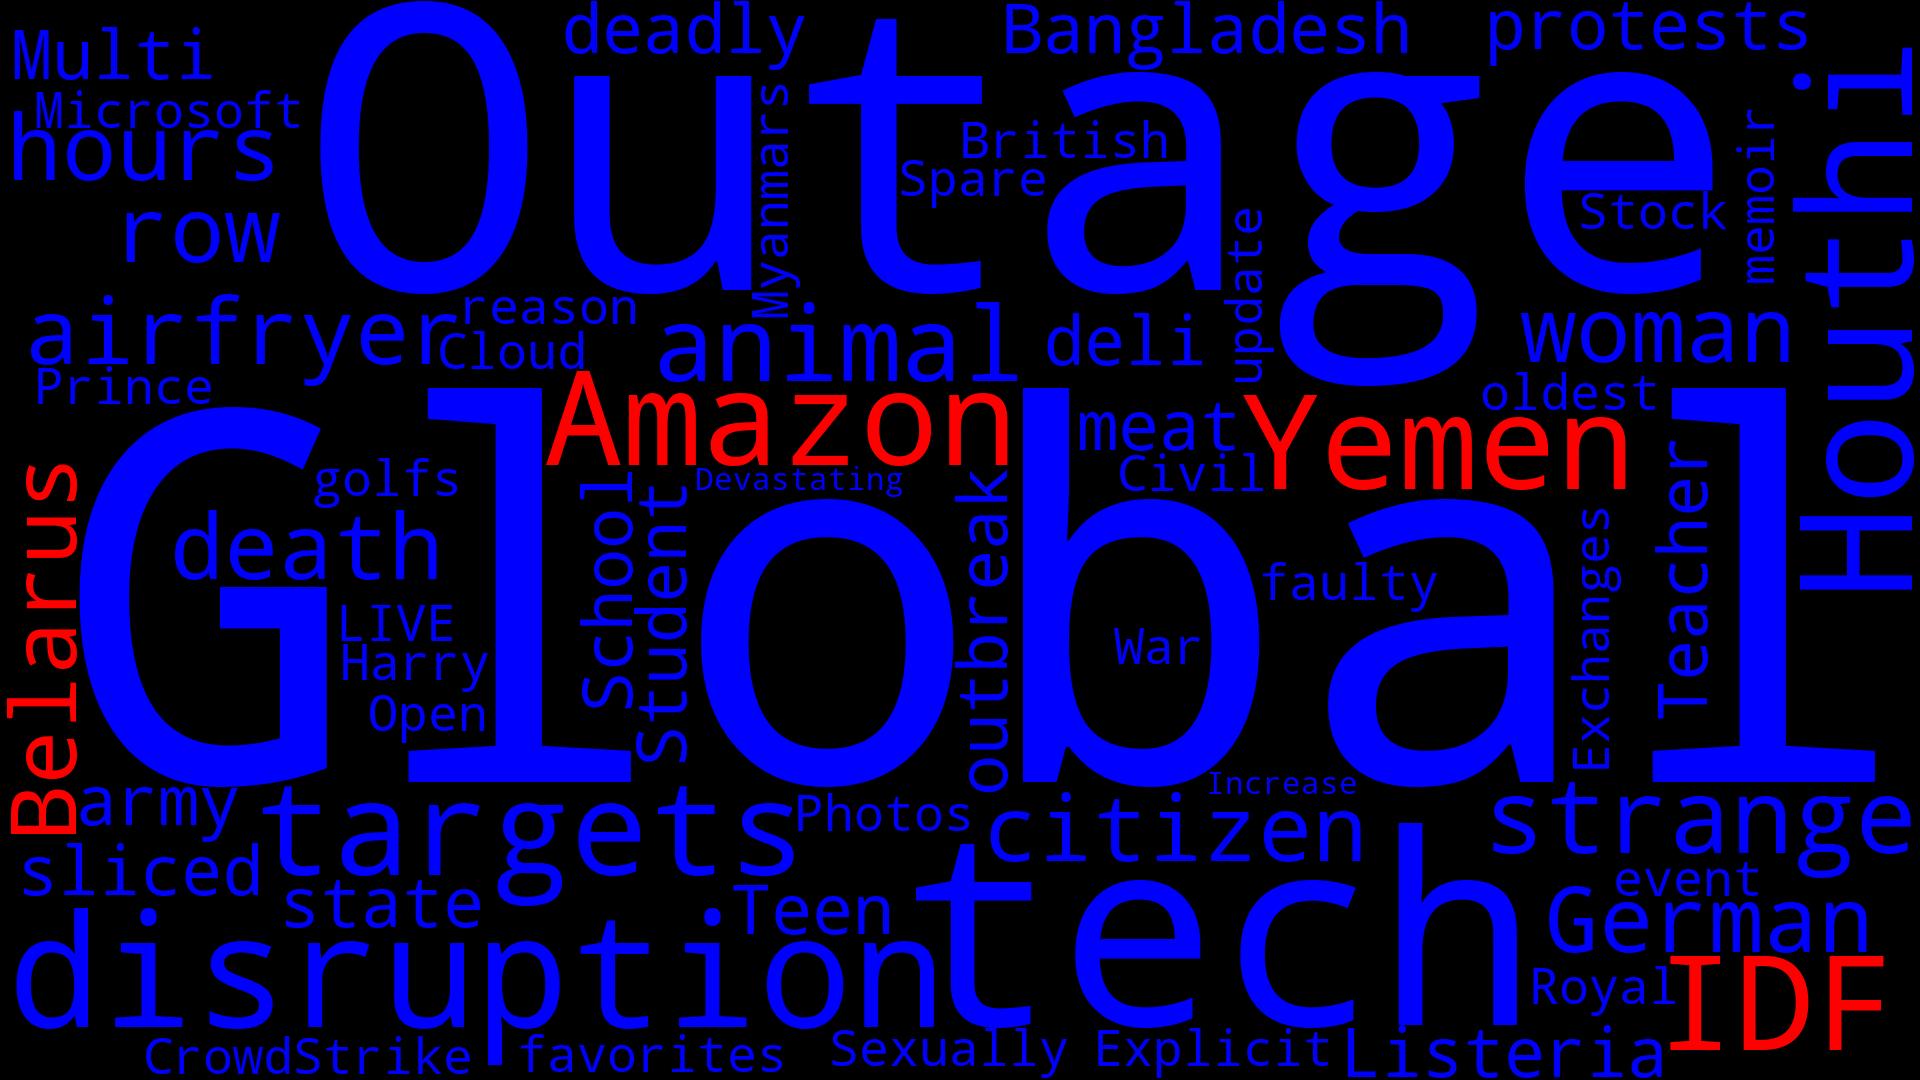 Outage
deadly
Bangladesh
protests
Multi
Microsoft
hours
row
Myanmars
British
Spare
Stock
memoir
Houthi
update
airfryer
reason
Cloud
animal
deli
woman
Prince
oldest
Global
Amazon
meat
Yemen
Civil
Devastating
golfs
death
LIVE
Harry
Open
School
Student
outbreak
War
faulty
Exchanges
Teacher
Belarus
army
targets
Photos
Increase
citizen
strange
sliced
state
Teen
tech
event
German
disruption
Royal
IDF
CrowdStrike
favorites
Sexually Explicit
Listeria